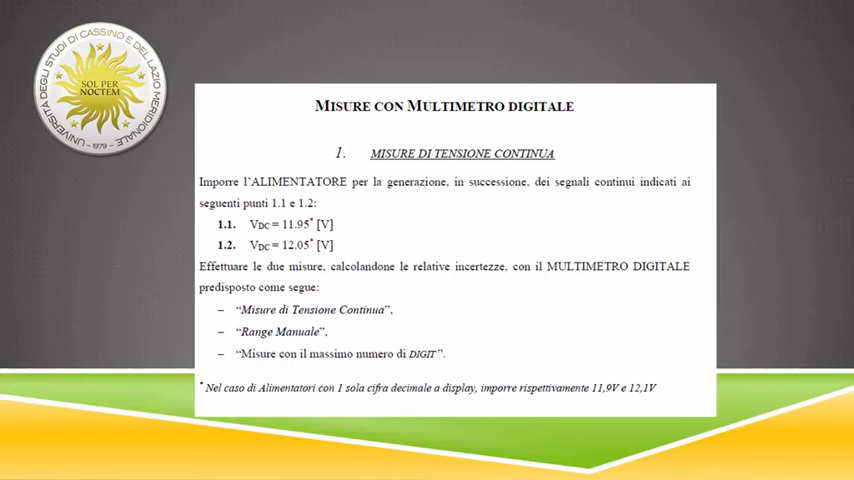 UNIVERSITÀ DEGLI STUDI DI CASSINO E DEL LAZIO MERIDIONALE
SOL PER
NOCTEM
~ 1979 ~
MISURE CON MULTIMETRO DIGITALE
1. MISURE DI TENSIONE CONTINUA
Imporre l’ALIMENTATORE per la generazione, in successione, dei segnali continui indicati ai
seguenti punti 1.1 e 1.2:
1.1. VDC = 11.95* [V]
1.2. VDC = 12.05* [V]
Effettuare le due misure, calcolandone le relative incertezze, con il MULTIMETRO DIGITALE
predisposto come segue:
– “Misure di Tensione Continua”,
– “Range Manuale”,
– “Misure con il massimo numero di DIGIT”.
* Nel caso di Alimentatori con 1 sola cifra decimale a display, imporre rispettivamente 11,9V e 12,1V